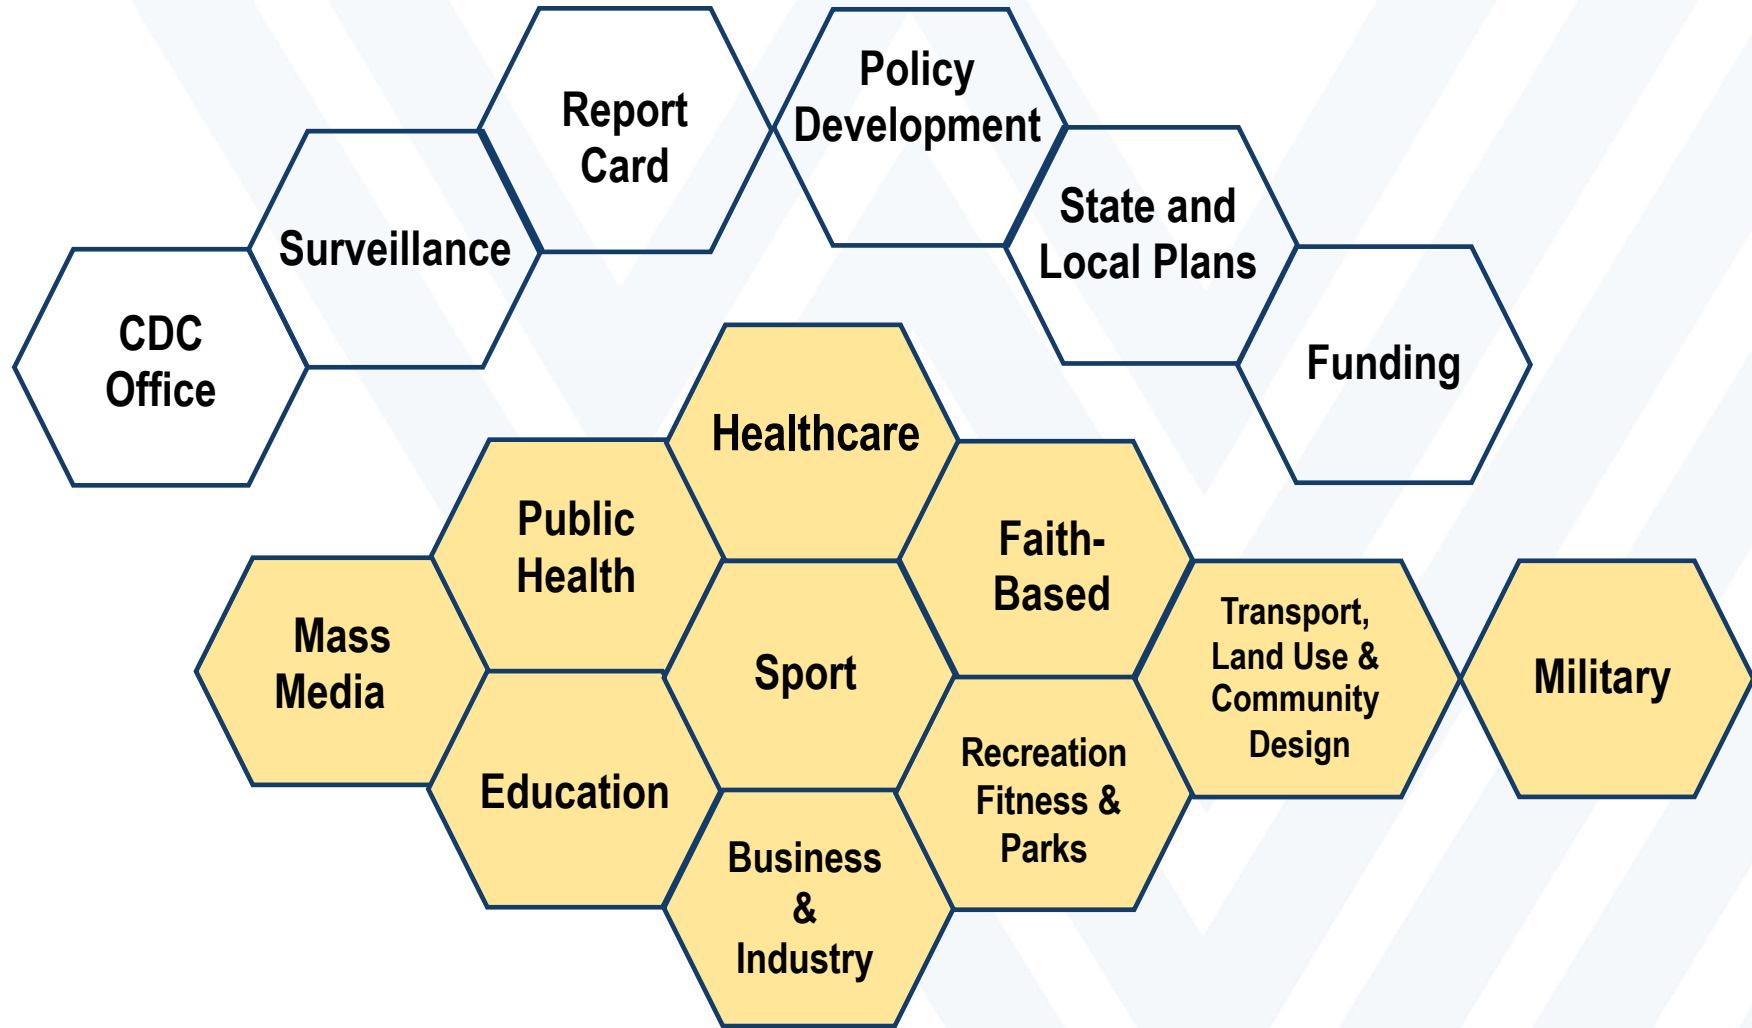 Report
Card
Policy
Development
Surveillance
State and
Local Plans
CDC
Office
Funding
Healthcare
Public
Health
Faith-
Based
Mass
Media
Sport
Transport,
Land Use &
Community
Design
Military
Education
Recreation
Fitness &
Parks
Business
&
Industry